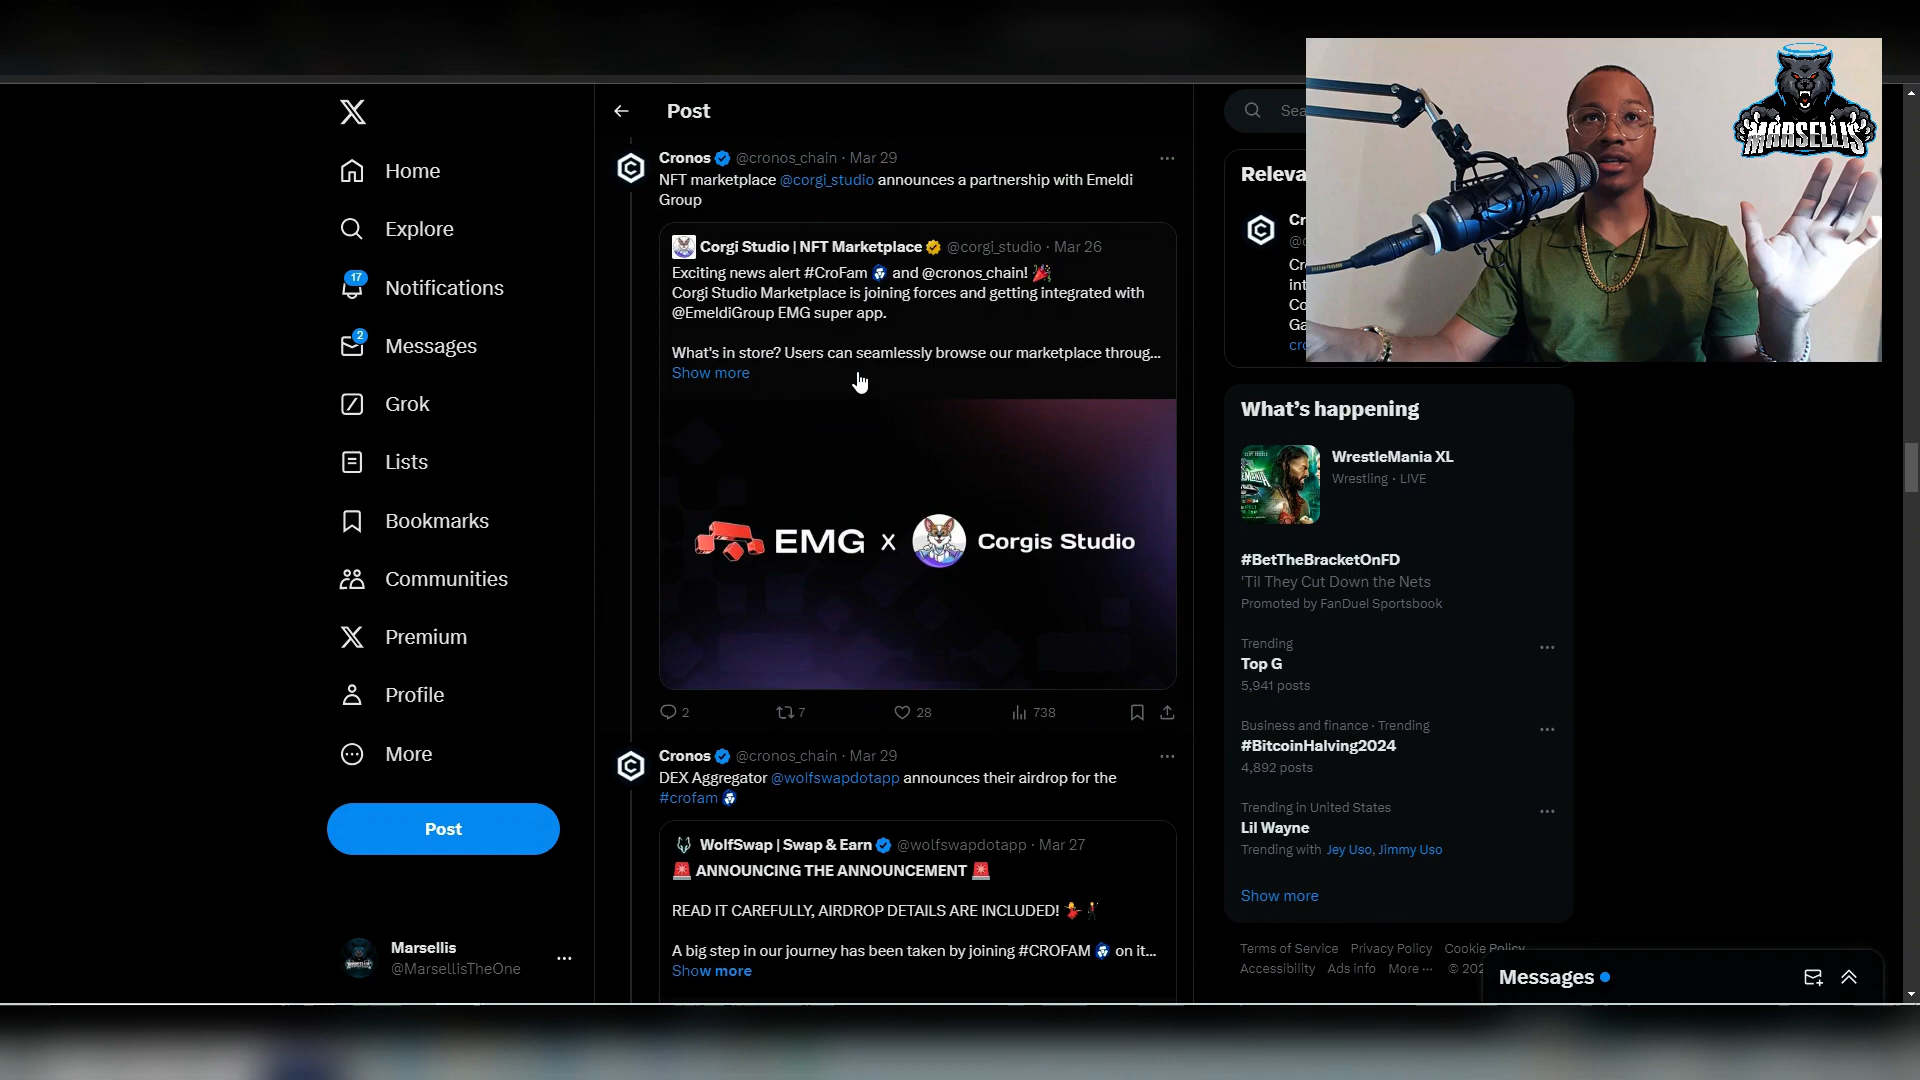 Home
Explore
17
Notifications
2
Messages
Grok
Lists
Bookmarks
Communities
Premium
Profile
More
Post
Marsellis
@MarsellisTheOne
Post
Cronos @cronos_chain · Mar 29
NFT marketplace @corgi_studio announces a partnership with Emeldi
Group
Corgi Studio | NFT Marketplace @corgi_studio · Mar 26
Exciting news alert #CroFam and @cronos_chain! 🎉
Corgi Studio Marketplace is joining forces and getting integrated with
@EmeldiGroup EMG super app.
What's in store? Users can seamlessly browse our marketplace throug...
Show more
EMG X Corgis Studio
2 7 28 738
Cronos @cronos_chain · Mar 29
DEX Aggregator @wolfswapdotapp announces their airdrop for the
#crofam
WolfSwap | Swap & Earn @wolfswapdotapp · Mar 27
🚨 ANNOUNCING THE ANNOUNCEMENT 🚨
READ IT CAREFULLY, AIRDROP DETAILS ARE INCLUDED! 💃🕴
A big step in our journey has been taken by joining #CROFAM on it...
Show more
MARSELLIS
What's happening
WrestleMania XL
Wrestling · LIVE
#BetTheBracketOnFD
'Til They Cut Down the Nets
Promoted by FanDuel Sportsbook
Trending
Top G
5,941 posts
Business and finance · Trending
#BitcoinHalving2024
4,892 posts
Trending in United States
Lil Wayne
Trending with Jey Uso, Jimmy Uso
Show more
Terms of Service Privacy Policy Cookie Policy
Accessibility Ads info More ···
Messages